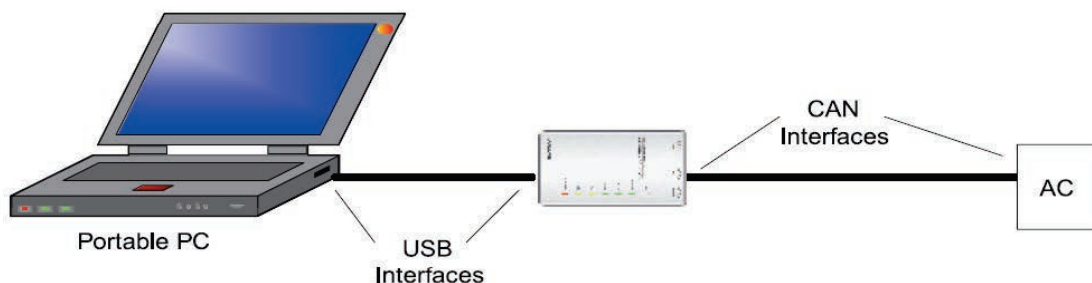 CAN
Interfaces
AC
Portable PC
USB
Interfaces